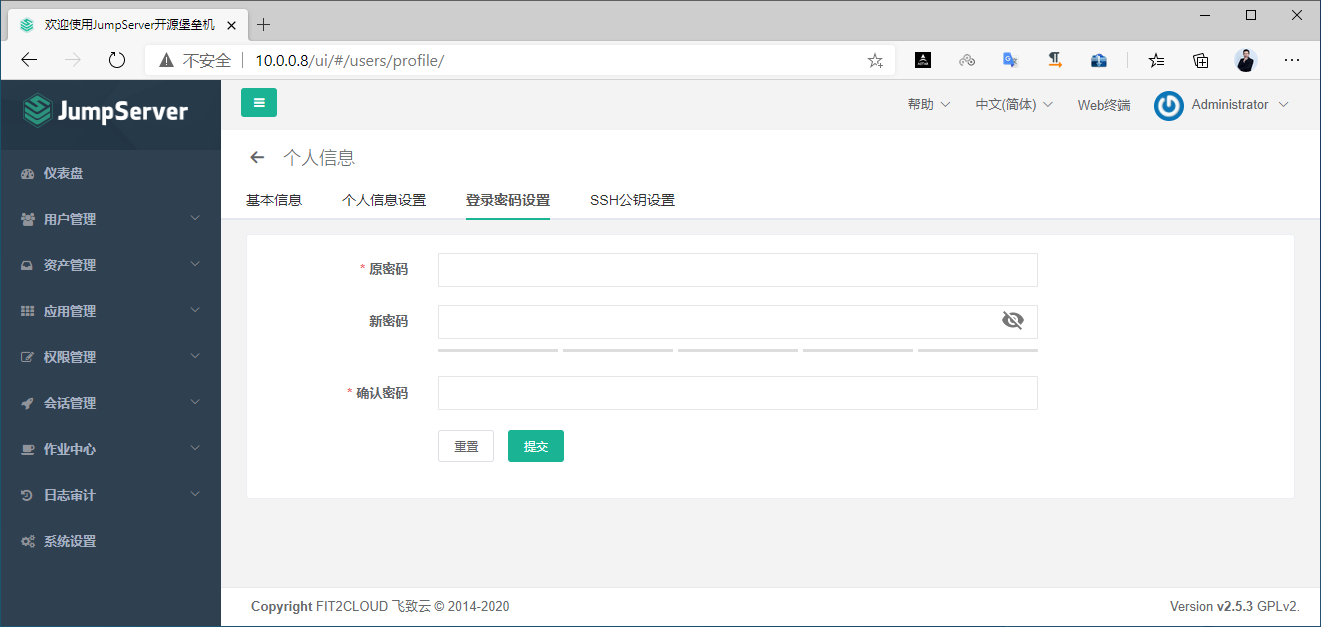 欢迎使用JumpServer开源堡垒机
不安全 10.0.0.8/ui/#/users/profile/
JumpServer
帮助 中文(简体) Web终端 Administrator
个人信息
基本信息 个人信息设置 登录密码设置 SSH公钥设置
仪表盘
用户管理
资产管理
应用管理
权限管理
会话管理
作业中心
日志审计
系统设置
* 原密码
新密码
* 确认密码
重置 提交
Copyright FIT2CLOUD 飞致云 © 2014-2020
Version v2.5.3 GPLv2.